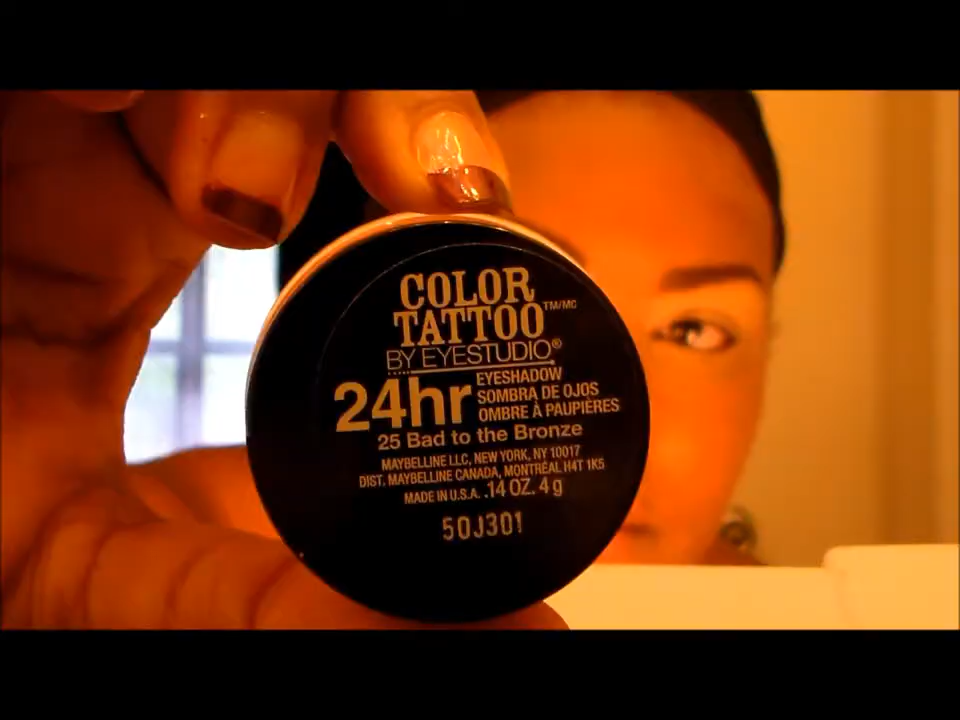 COLOR
TATTOO™/MC
BY EYESTUDIO®
24hr
EYESHADOW
SOMBRA DE OJOS
OMBRE À PAUPIÈRES
25 Bad to the Bronze
MAYBELLINE LLC, NEW YORK, NY 10017
DIST. MAYBELLINE CANADA, MONTRÉAL H4T 1K5
MADE IN U.S.A. .14 OZ. 4 g
50J301